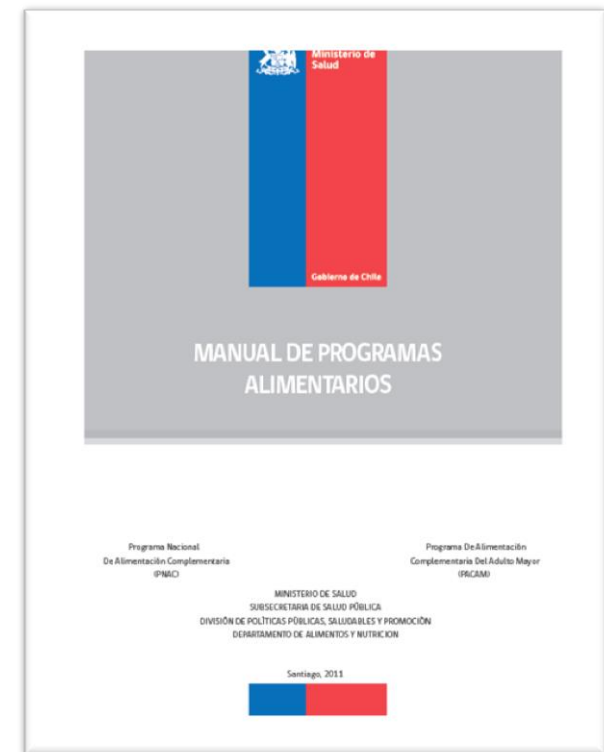 Ministerio de
Salud
Gobierno de Chile
MANUAL DE PROGRAMAS
ALIMENTARIOS
Programa Nacional
De Alimentación Complementaria
(PNAC)
Programa De Alimentación
Complementaria Del Adulto Mayor
(PACAM)
MINISTERIO DE SALUD
SUBSECRETARIA DE SALUD PÚBLICA
DIVISIÓN DE POLÍTICAS PÚBLICAS, SALUDABLES Y PROMOCIÓN
DEPARTAMENTO DE ALIMENTOS Y NUTRICION
Santiago, 2011